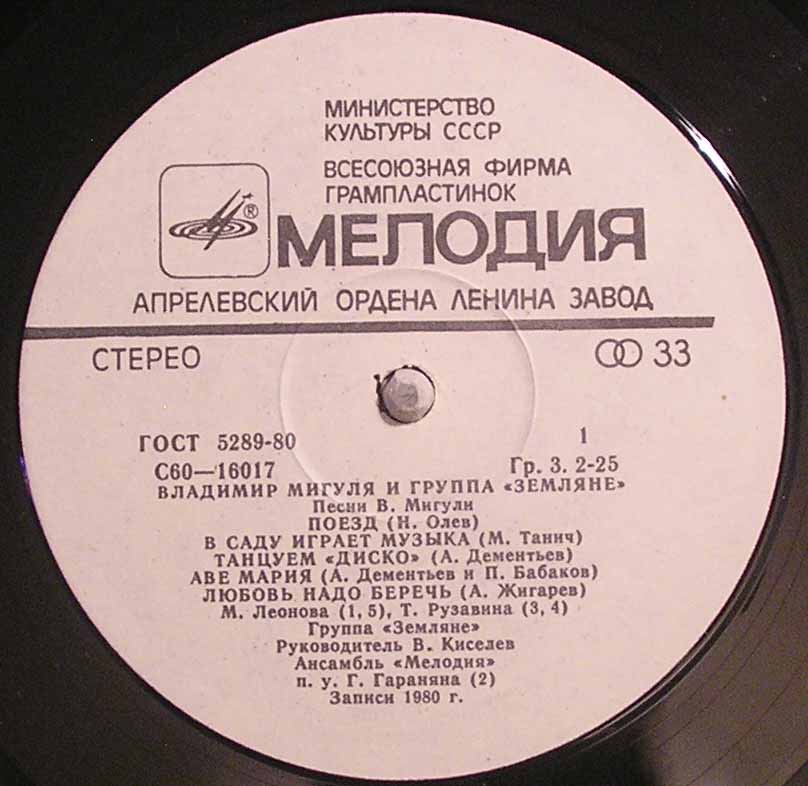 МИНИСТЕРСТВО
КУЛЬТУРЫ СССР
ВСЕСОЮЗНАЯ ФИРМА
ГРАМПЛАСТИНОК
®
МЕЛОДИЯ
АПРЕЛЕВСКИЙ ОРДЕНА ЛЕНИНА ЗАВОД
СТЕРЕО 33
ГОСТ 5289-80 1
С60—16017 Гр. 3. 2-25
ВЛАДИМИР МИГУЛЯ И ГРУППА «ЗЕМЛЯНЕ»
Песни В. Мигули
ПОЕЗД (Н. Олев)
В САДУ ИГРАЕТ МУЗЫКА (М. Танич)
ТАНЦУЕМ «ДИСКО» (А. Дементьев)
АВЕ МАРИЯ (А. Дементьев и П. Бабаков)
ЛЮБОВЬ НАДО БЕРЕЧЬ (А. Жигарев)
М. Леонова (1, 5), Т. Рузавина (3, 4)
Группа «Земляне»
Руководитель В. Киселев
Ансамбль «Мелодия»
п. у. Г. Гараняна (2)
Записи 1980 г.